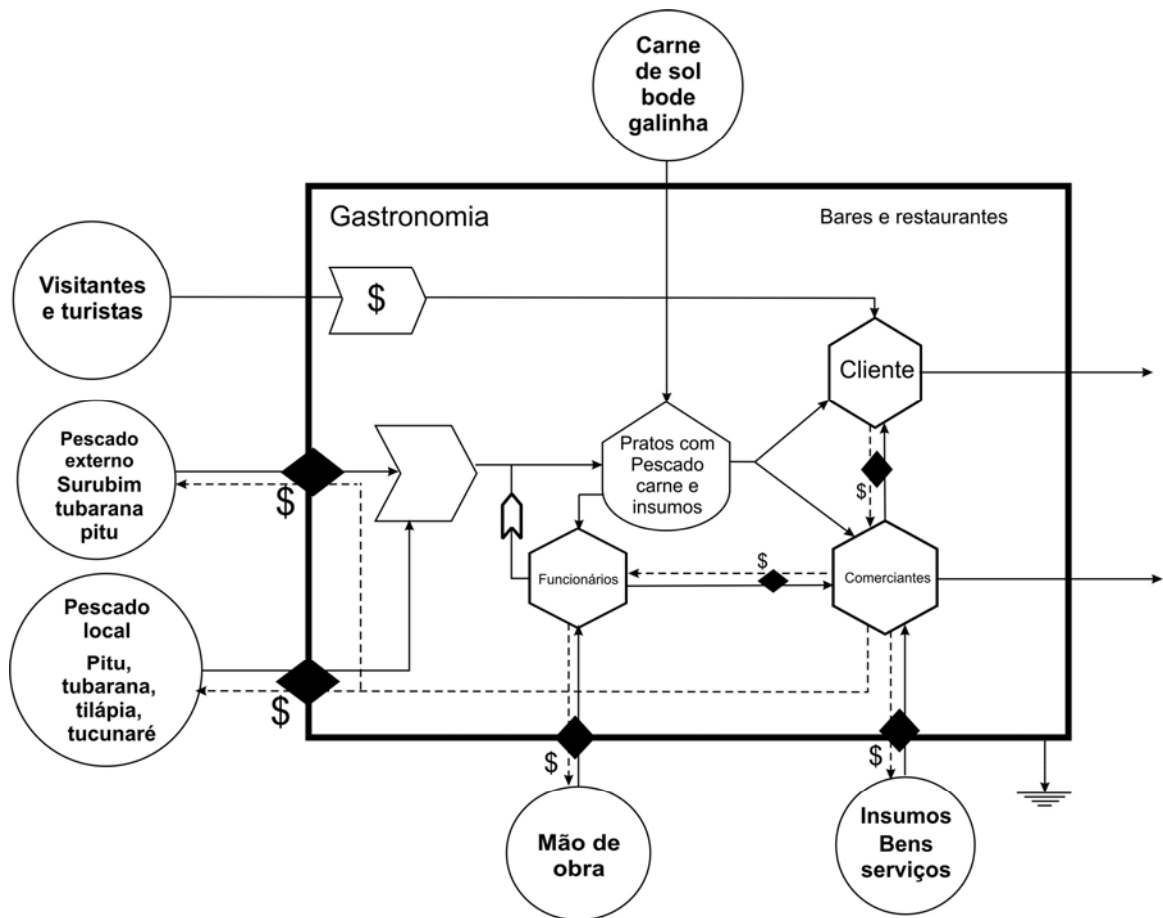 Carne
de sol
bode
galinha
Gastronomia
Bares e restaurantes
Visitantes
e turistas
$
Cliente
Pescado
externo
Surubim
tubarana
pitu
$
Pratos com
Pescado
carne e
insumos
$
Funcionários
$
Comerciantes
Pescado
local
Pitu,
tubarana,
tilápia,
tucunaré
$
$
$
Mão de
obra
Insumos
Bens
serviços